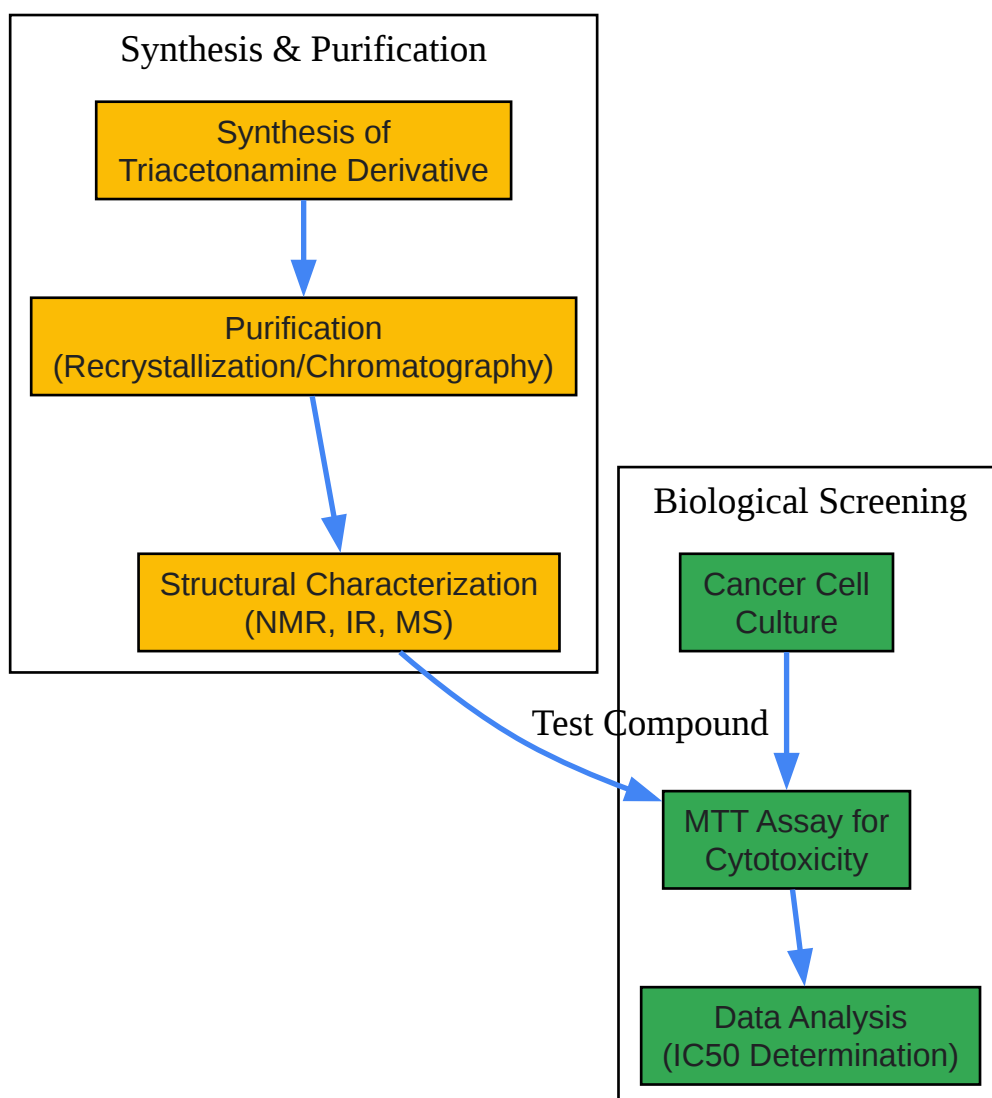 Synthesis & Purification
Synthesis of
Triacetonamine Derivative
Purification
(Recrystallization/Chromatography)
Structural Characterization
(NMR, IR, MS)
Test Compound
Biological Screening
Cancer Cell
Culture
MTT Assay for
Cytotoxicity
Data Analysis
(IC50 Determination)